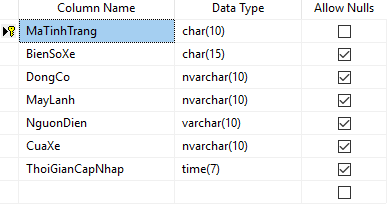 Column Name Data Type Allow Nulls
MaTinhTrang char(10)
BienSoXe char(15)
DongCo nvarchar(10)
MayLanh nvarchar(10)
NguonDien varchar(10)
CuaXe nvarchar(10)
ThoiGianCapNhap time(7)